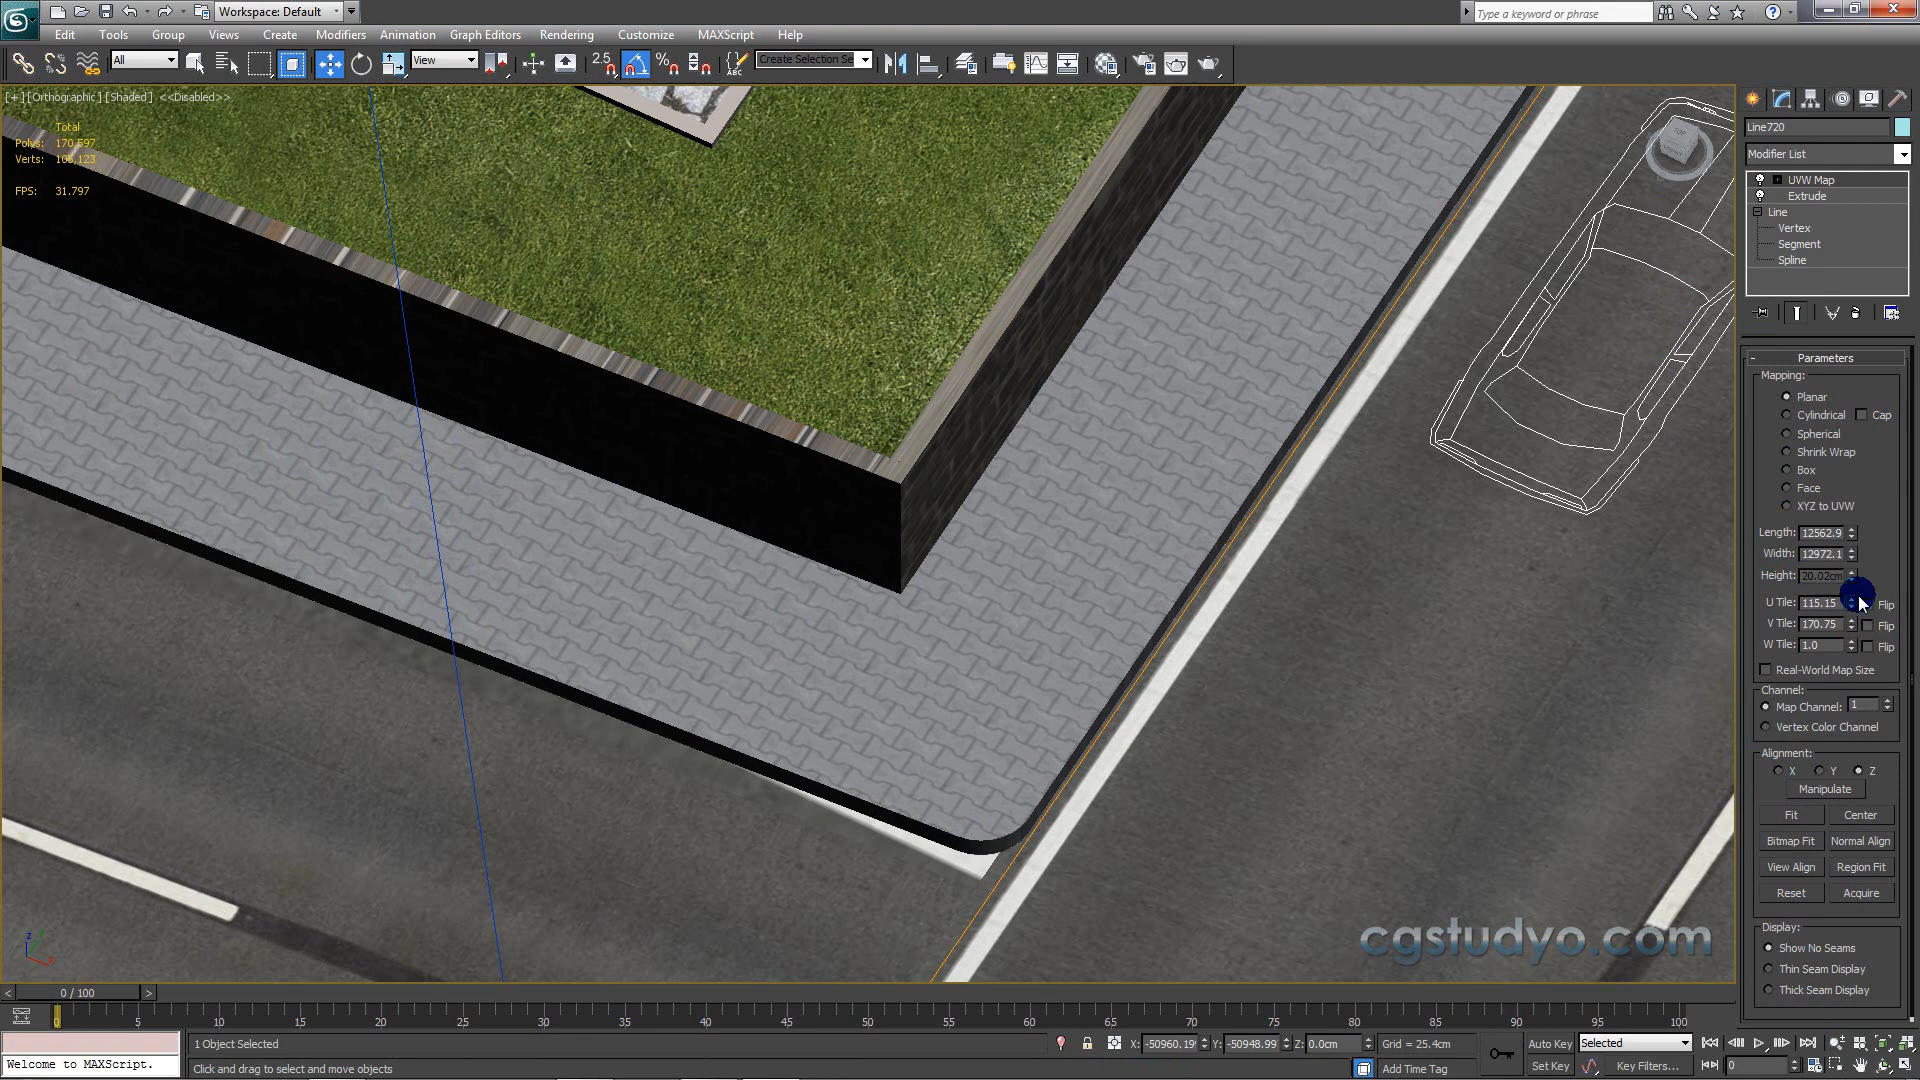 Workspace: Default
Type a keyword or phrase
Edit Tools Group Views Create Modifiers Animation Graph Editors Rendering Customize MAXScript Help
All
View
2.5
Create Selection Se
[+] [Orthographic] [Shaded] <<Disabled>>
Total
Polys: 170,597
Verts:
FPS: 31.797
Line720
Modifier List
UVW Map
Extrude
Line
Vertex
Segment
Spline
Parameters
Mapping:
Planar
Cylindrical Cap
Spherical
Shrink Wrap
Box
Face
XYZ to UVW
Length: 12562.9
Width: 12972.1
Height: 20.02cm
U Tile: 115.15 Flip
V Tile: 170.75 Flip
W Tile: 1.0 Flip
Real-World Map Size
Channel:
Map Channel: 1
Vertex Color Channel
Alignment:
X Y Z
Manipulate
Fit Center
Bitmap Fit Normal Align
View Align Region Fit
Reset Acquire
Display:
Show No Seams
Thin Seam Display
Thick Seam Display
cgstudyo.com
< 0 / 100 >
0 5 10 15 20 25 30 35 40 45 50 55 60 65 70 75 80 85 90 95 100
1 Object Selected
X: -50960.19 Y: -50948.99 Z: 0.0cm Grid = 25.4cm
Auto Key Selected
Welcome to MAXScript.
Click and drag to select and move objects
Add Time Tag
Set Key Key Filters... 0